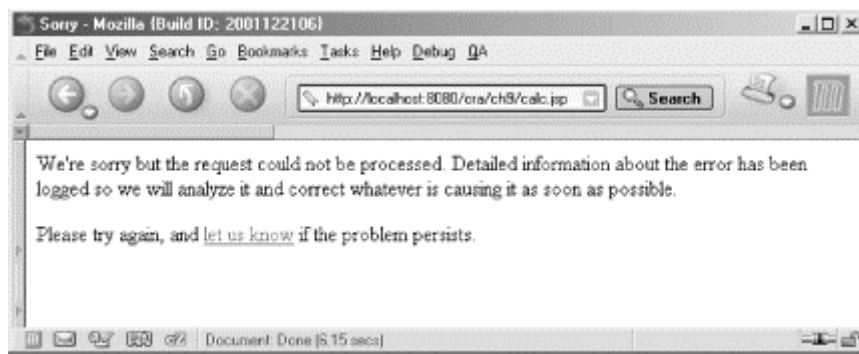 Sorry - Mozilla {Build ID: 2001122106}
File Edit View Search Go Bookmarks Tasks Help Debug QA
http://localhost:8080/ora/ch9/calc.jsp Search
We're sorry but the request could not be processed. Detailed information about the error has been
logged so we will analyze it and correct whatever is causing it as soon as possible.
Please try again, and let us know if the problem persists.
Document: Done (6.15 secs)